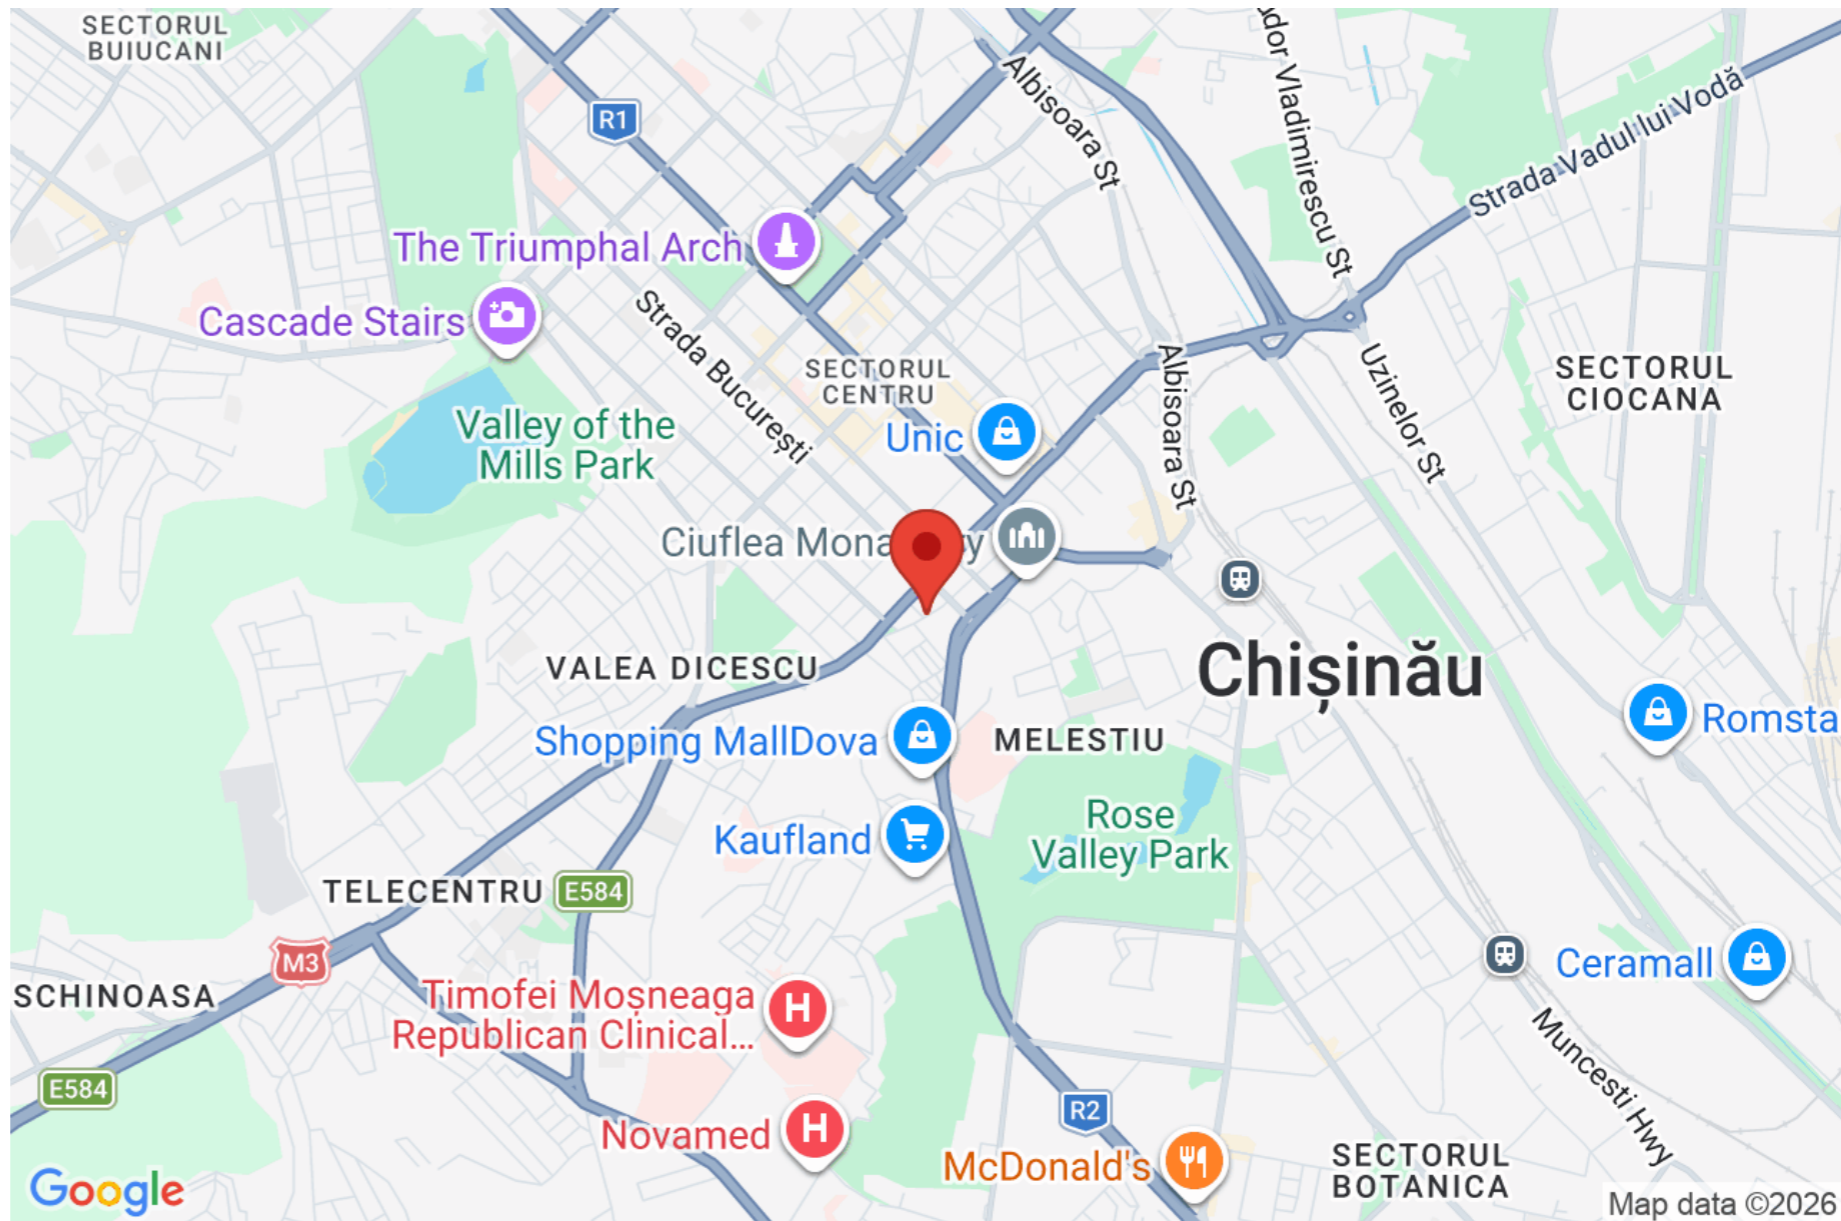 SECTORUL
BUIUCANI
R1
Albisoara St
udor Vladimirescu St
Strada Vadul lui Vodă
The Triumphal Arch
Cascade Stairs
Strada București
SECTORUL
CENTRU
Valley of the
Mills Park
Unic
Albisoara St
Uzinelor St
SECTORUL
CIOCANA
Ciuflea Mona
y
Chișinău
VALEA DICESCU
Shopping MallDova
MELESTIU
Romsta
Kaufland
Rose
Valley Park
TELECENTRU
E584
M3
Ceramall
SCHINOASA
Timofei Moșneaga
Republican Clinical...
Muncesti Hwy
E584
R2
Novamed
McDonald's
SECTORUL
BOTANICA
Google
Map data ©2026